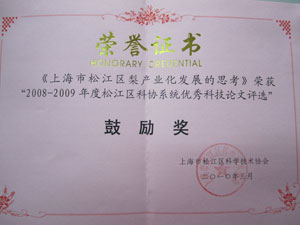 荣誉证书
HONORARY CREDENTIAL
《上海市松江区梨产业化发展的思考》荣获
“2008-2009年度松江区科协系统优秀科技论文评选”
鼓励奖
上海市松江区科学技术协会
二〇一〇年三月